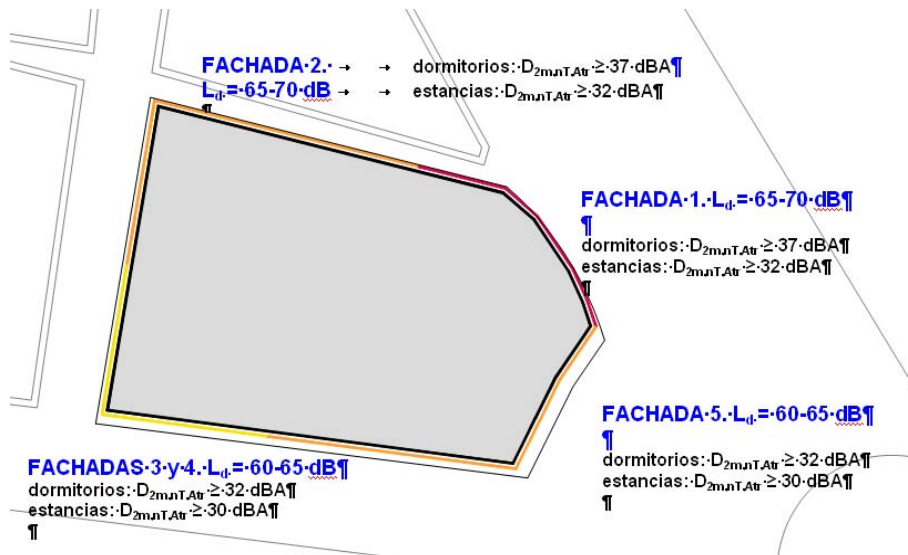 FACHADA·2.· → → dormitorios:·D2m,nT,Atr·≥·37·dBA¶
Ld·=·65-70·dB → → estancias:·D2m,nT,Atr·≥·32·dBA¶
¶
FACHADA·1.·Ld·=·65-70·dB¶
¶
dormitorios:·D2m,nT,Atr·≥·37·dBA¶
estancias:·D2m,nT,Atr·≥·32·dBA¶
¶
FACHADA·5.·Ld·=·60-65·dB¶
¶
dormitorios:·D2m,nT,Atr·≥·32·dBA¶
estancias:·D2m,nT,Atr·≥·30·dBA¶
¶
FACHADAS·3·y·4.·Ld·=·60-65·dB¶
dormitorios:·D2m,nT,Atr·≥·32·dBA¶
estancias:·D2m,nT,Atr·≥·30·dBA¶
¶